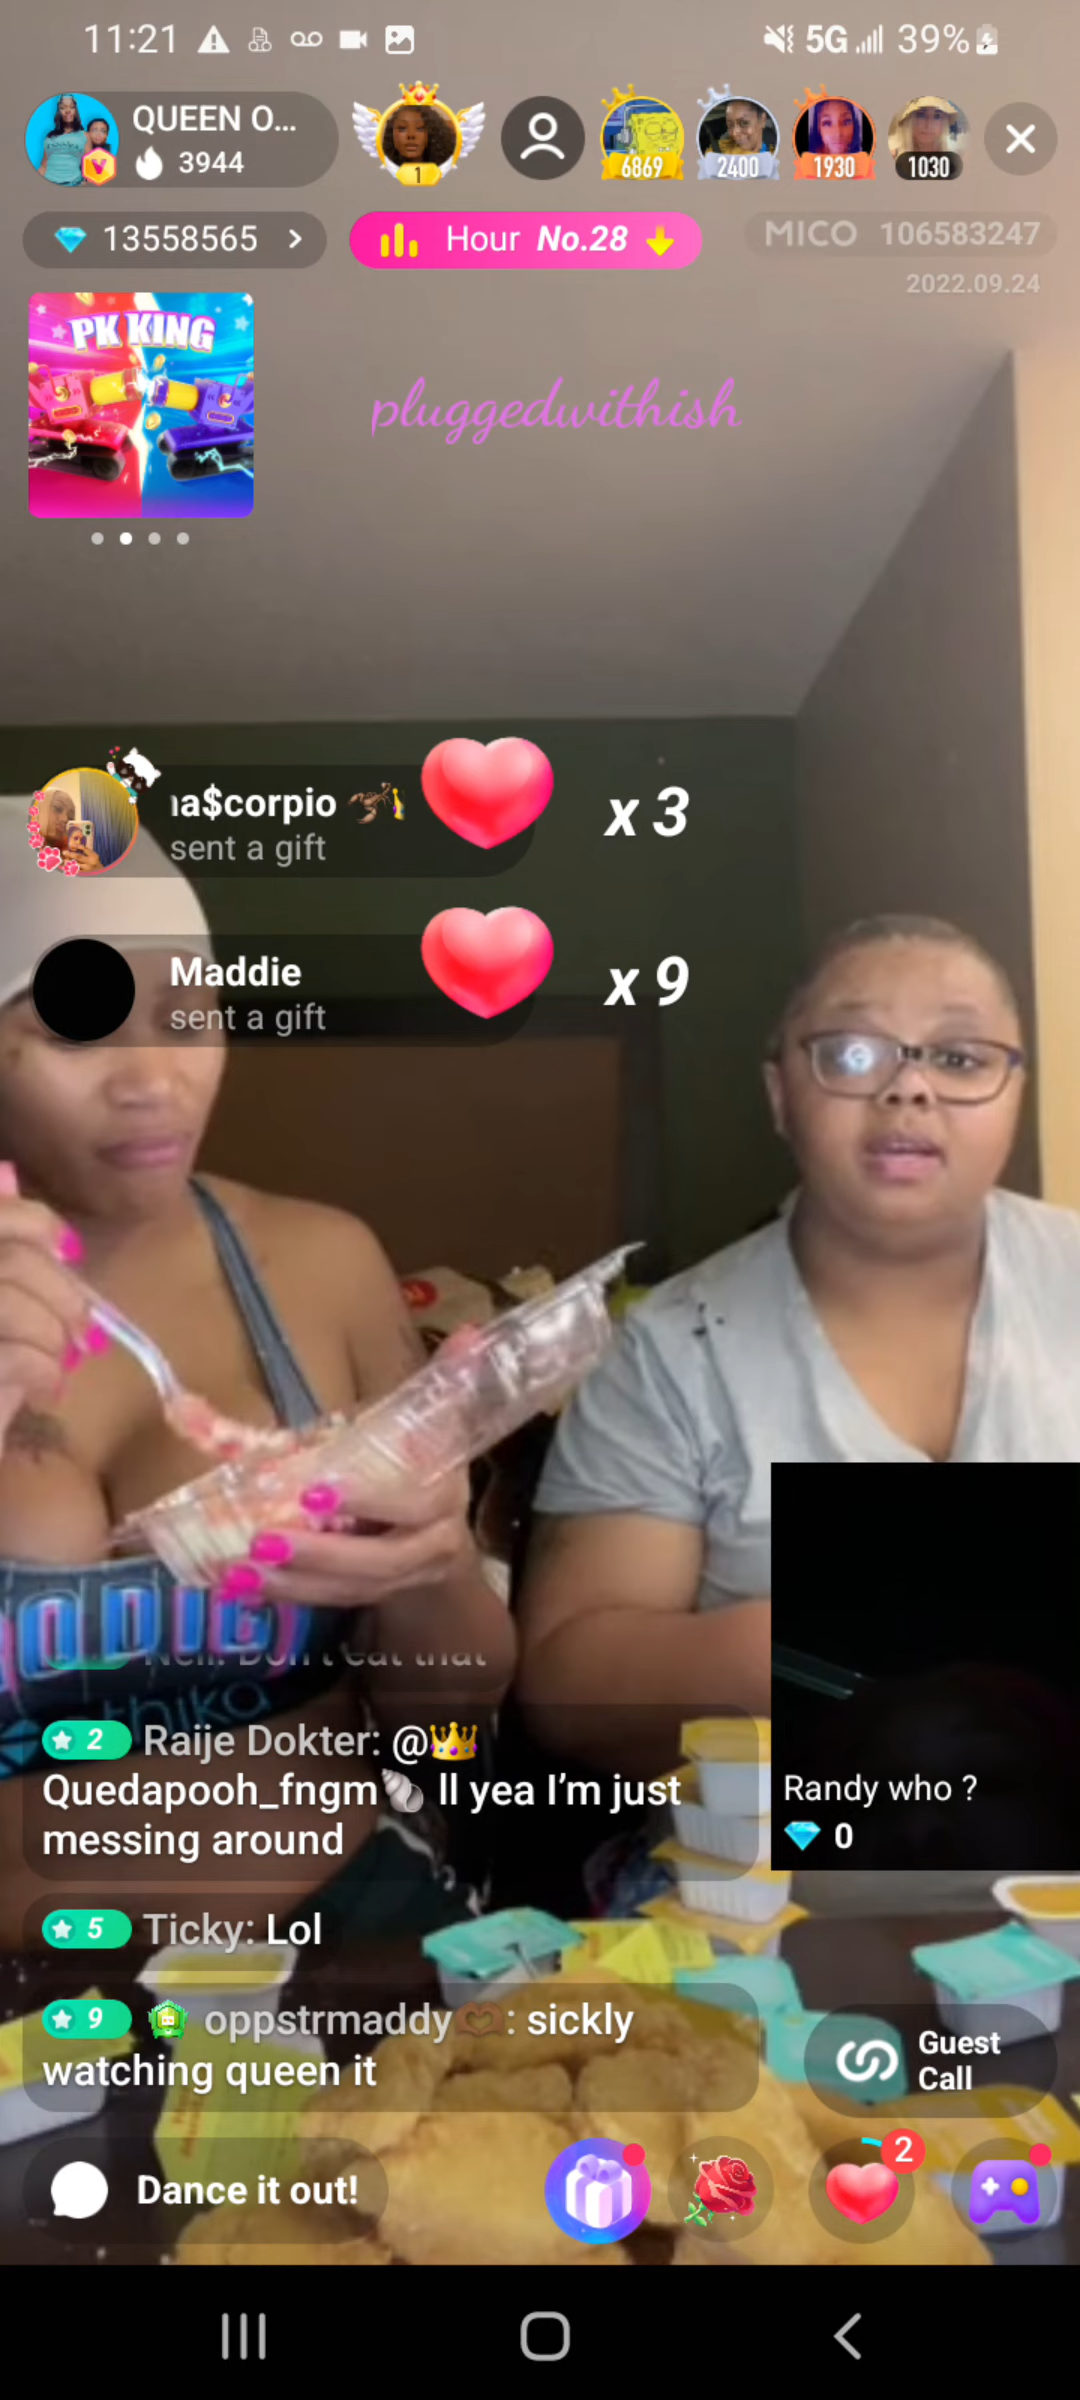 11:21
5G 39%
QUEEN O...
3944
1
6869
2400
1930
1030
13558565
Hour No.28
MICO 106583247
2022.09.24
PK KING
pluggedwithish
a$corpio
sent a gift
x 3
Maddie
sent a gift
x 9
Don't eat that
2 Raije Dokter: @👑
Quedapooh_fngm🐚 ll yea I'm just
messing around
Randy who ?
0
5 Ticky: Lol
9 oppstrmaddy🫶🏾: sickly
watching queen it
Guest
Call
Dance it out!
2